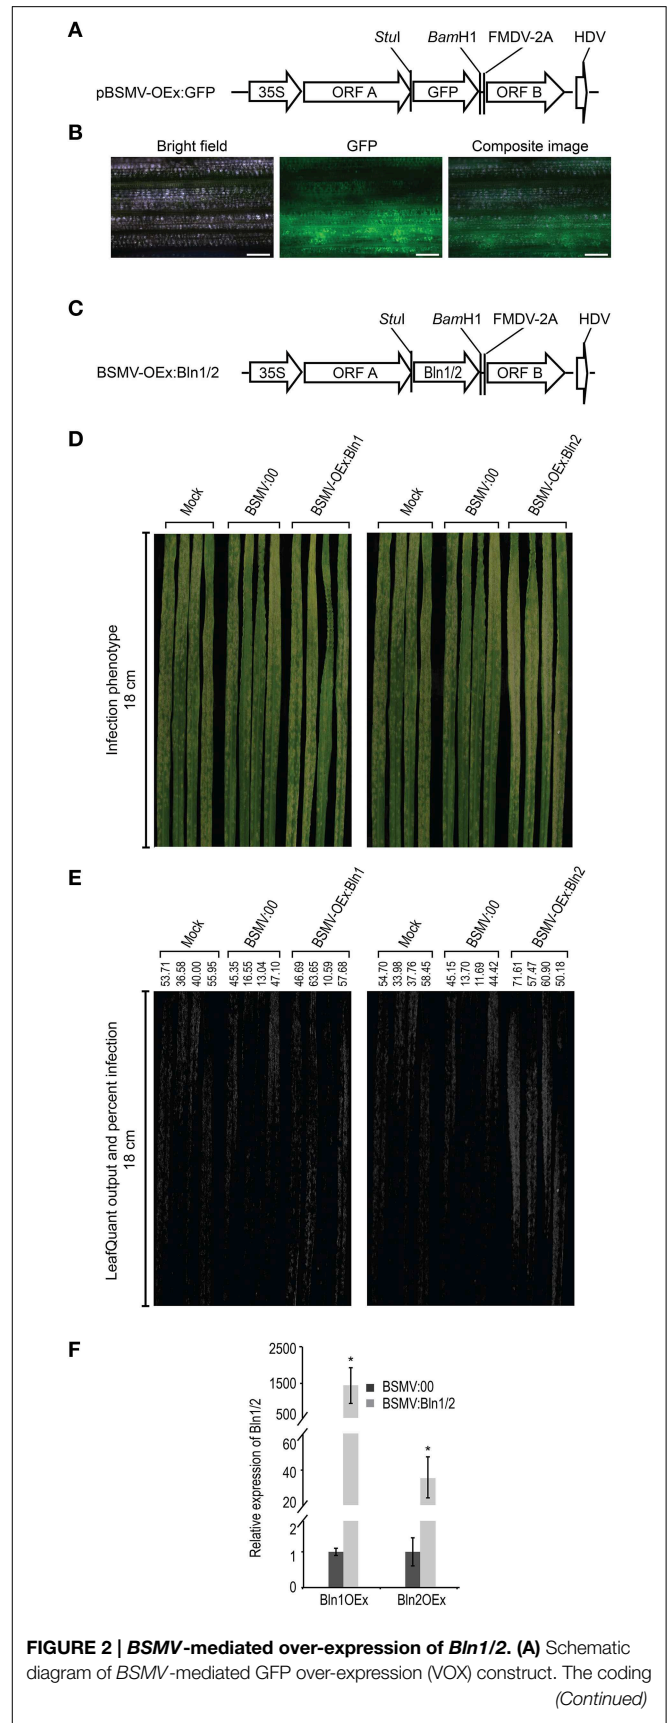 A
StuI BamH1 FMDV-2A HDV
pBSMV-OEx:GFP 35S ORF A GFP ORF B
B
Bright field GFP Composite image
C
StuI BamH1 FMDV-2A HDV
BSMV-OEx:Bln1/2 35S ORF A Bln1/2 ORF B
D
Mock BSMV:00 BSMV-OEx:Bln1 Mock BSMV:00 BSMV-OEx:Bln2
Infection phenotype
18 cm
E
Mock BSMV:00 BSMV-OEx:Bln1 Mock BSMV:00 BSMV-OEx:Bln2
53.71 36.58 40.00 55.95 45.35 16.55 13.04 47.10 46.69 63.65 10.59 57.68 54.70 33.98 37.76 58.45 45.15 13.70 11.69 44.42 71.61 57.47 60.90 50.18
LeafQuant output and percent infection
18 cm
F
Relative expression of Bln1/2
2500
1500
500
60
40
20
2
1
0
*
*
BSMV:00
BSMV:Bln1/2
Bln1OEx Bln2OEx
FIGURE 2 | BSMV-mediated over-expression of Bln1/2. (A) Schematic
diagram of BSMV-mediated GFP over-expression (VOX) construct. The coding
(Continued)